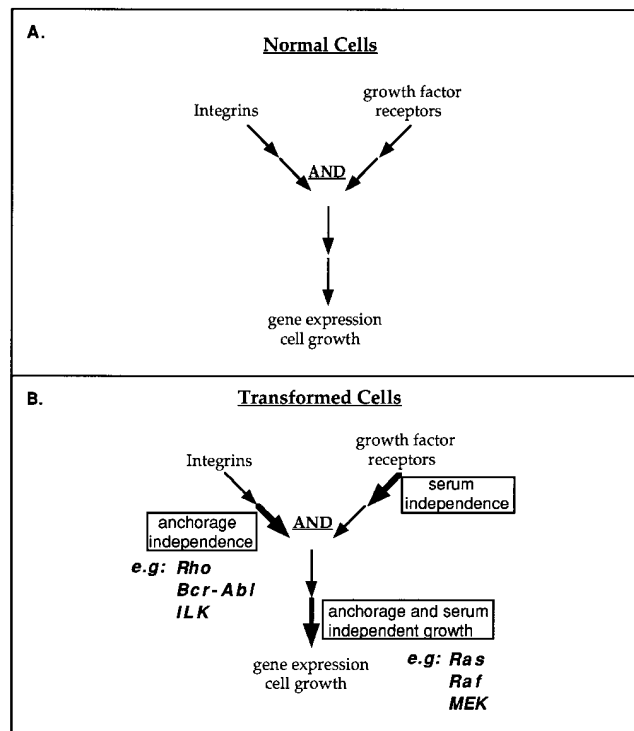 A.
Normal Cells
Integrins
growth factor
receptors
AND
gene expression
cell growth
B.
Transformed Cells
Integrins
growth factor
receptors
serum
independence
anchorage
independence
AND
e.g: Rho
Bcr-Abl
ILK
anchorage and serum
independent growth
gene expression
cell growth
e.g: Ras
Raf
MEK